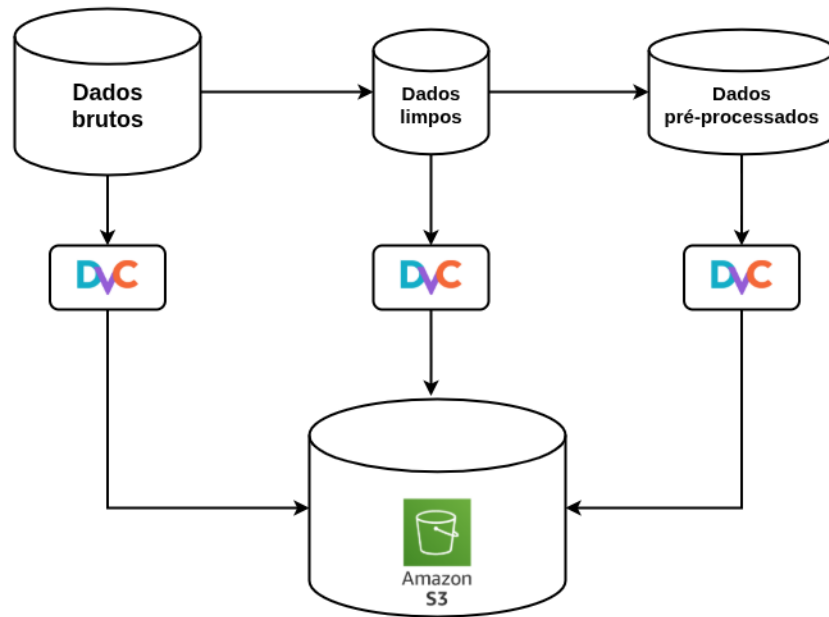 Dados
brutos
Dados
limpos
Dados
pré-processados
DVC
DVC
DVC
Amazon
S3